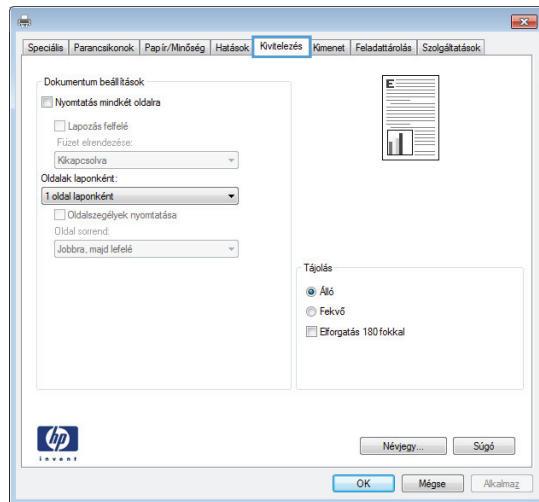 Speciális Parancsikonok Papír/Minőség Hatások Kivitelezés Kimenet Feladattárolás Szolgáltatások
Dokumentum beállítások
Nyomtatás mindkét oldalra
Lapozás felfelé
Füzet elrendezése:
Kikapcsolva
Oldalak laponként:
1 oldal laponként
Oldalszegélyek nyomtatása
Oldal sorrend:
Jobbra, majd lefelé
E
Tájolás
Álló
Fekvő
Elforgatás 180 fokkal
hp
invent
Névjegy... Súgó
OK Mégse Alkalmaz